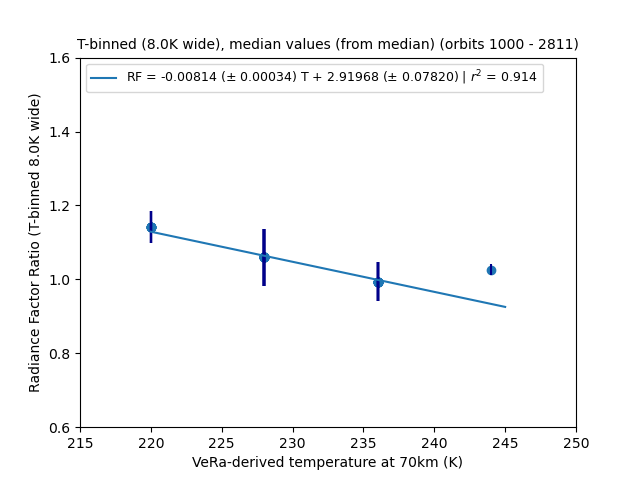 T-binned (8.0K wide), median values (from median) (orbits 1000 - 2811)
RF = -0.00814 (± 0.00034) T + 2.91968 (± 0.07820) | r² = 0.914
1.6
1.4
1.2
1.0
0.8
0.6
Radiance Factor Ratio (T-binned 8.0K wide)
215 220 225 230 235 240 245 250
VeRa-derived temperature at 70km (K)